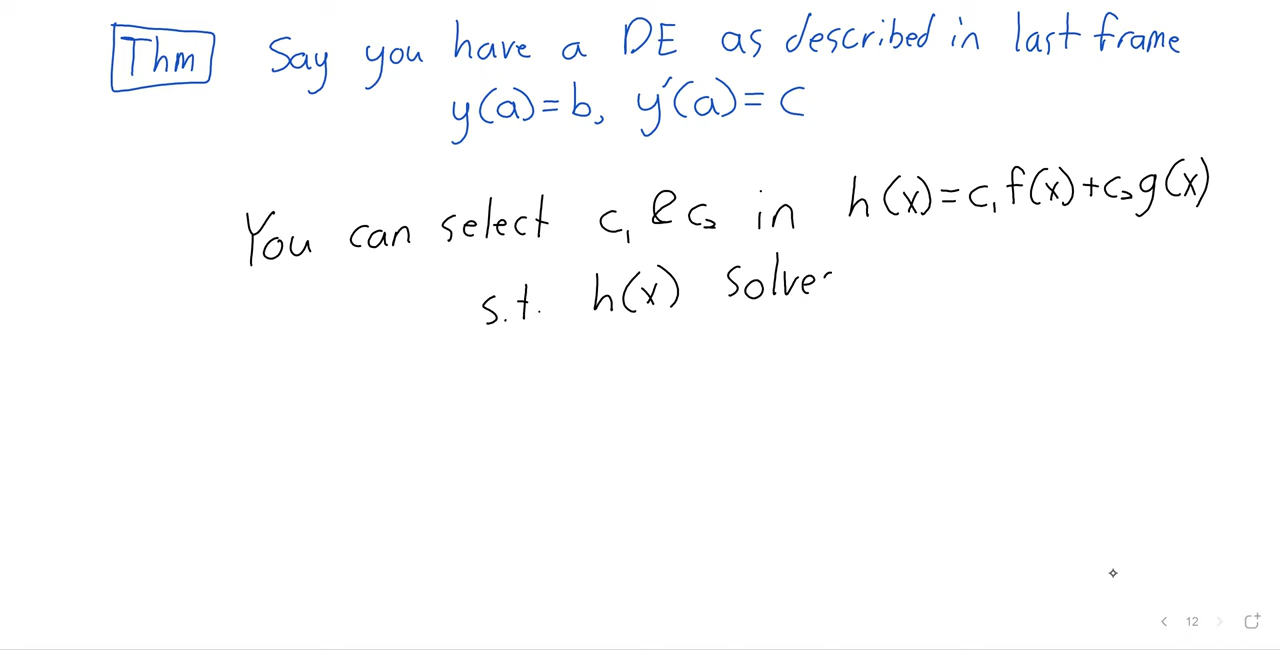 Thm Say you have a DE as described in last frame
y(a)=b, y'(a)=c
You can select c₁ & c₂ in h(x)=c₁f(x)+c₂g(x)
s.t. h(x) solve
12